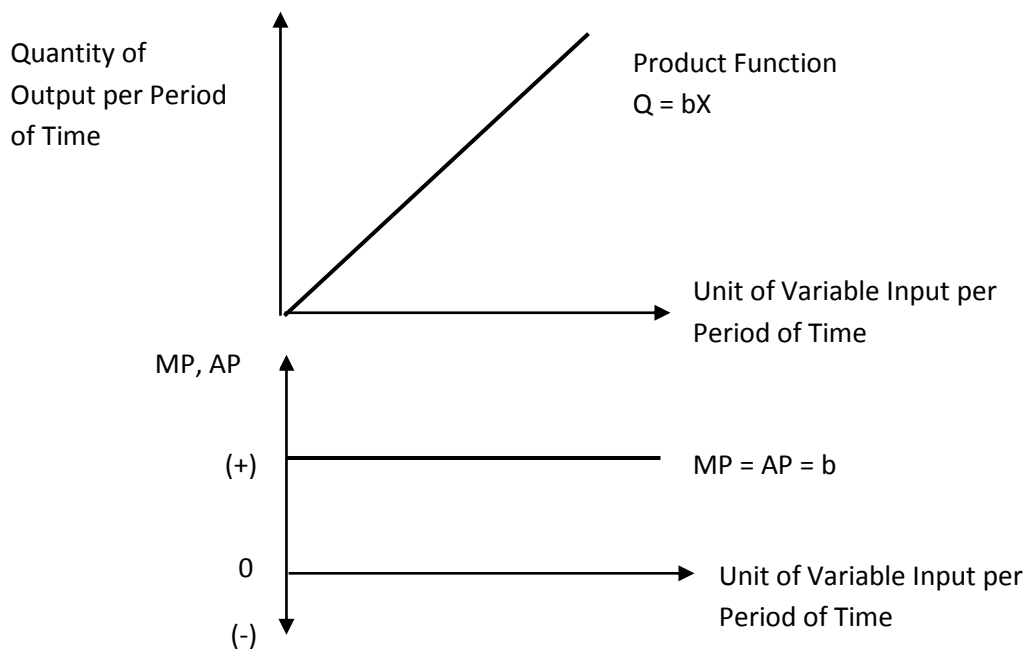 Quantity of
Output per Period
of Time
Product Function
Q = bX
Unit of Variable Input per
Period of Time
MP, AP
(+)
MP = AP = b
0
Unit of Variable Input per
Period of Time
(-)